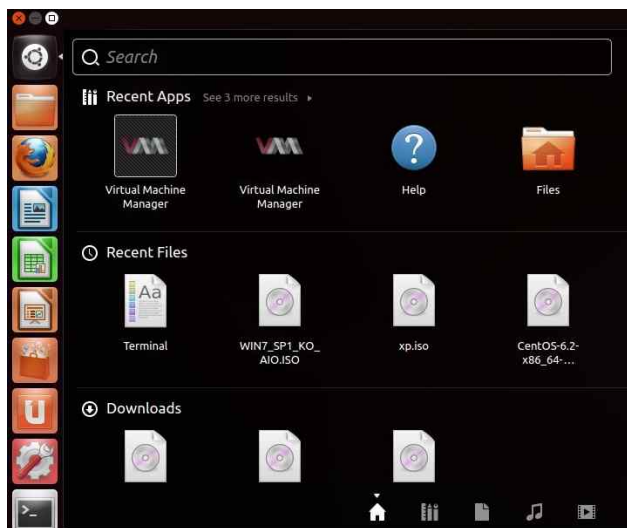 Search
Recent Apps See 3 more results
Virtual Machine
Manager
Virtual Machine
Manager
Help
Files
Recent Files
Aa
Terminal
WIN7_SP1_KO_
AIO.ISO
xp.iso
CentOS-6.2-
x86_64-...
Downloads